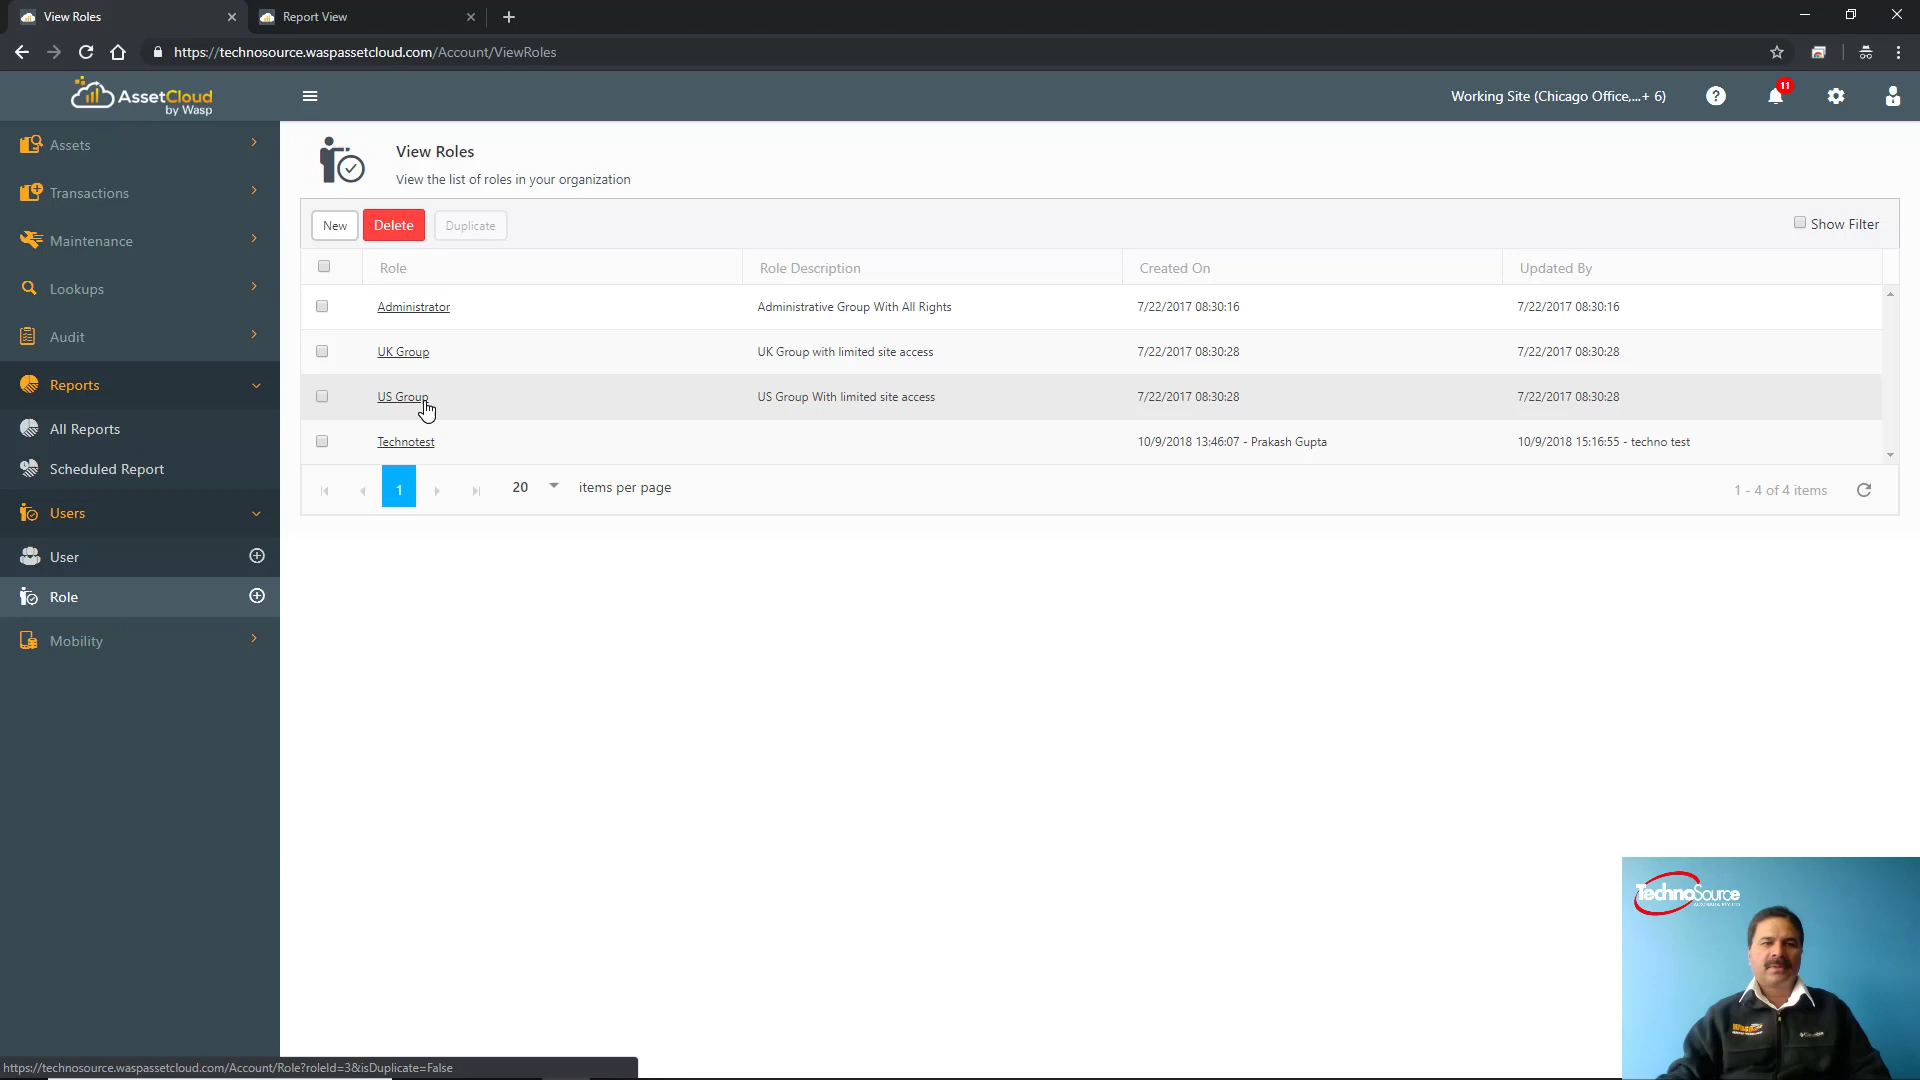 View Roles
Report View
https://technosource.waspassetcloud.com/Account/ViewRoles
AssetCloud
by Wasp
Working Site (Chicago Office,...+ 6)
11
Assets
Transactions
Maintenance
Lookups
Audit
Reports
All Reports
Scheduled Report
Users
User
Role
Mobility
View Roles
View the list of roles in your organization
New Delete Duplicate Show Filter
Role Role Description Created On Updated By
Administrator Administrative Group With All Rights 7/22/2017 08:30:16 7/22/2017 08:30:16
UK Group UK Group with limited site access 7/22/2017 08:30:28 7/22/2017 08:30:28
US Group US Group With limited site access 7/22/2017 08:30:28 7/22/2017 08:30:28
Technotest 10/9/2018 13:46:07 - Prakash Gupta 10/9/2018 15:16:55 - techno test
1 20 items per page 1 - 4 of 4 items
TechnoSource
https://technosource.waspassetcloud.com/Account/Role?roleId=3&isDuplicate=False